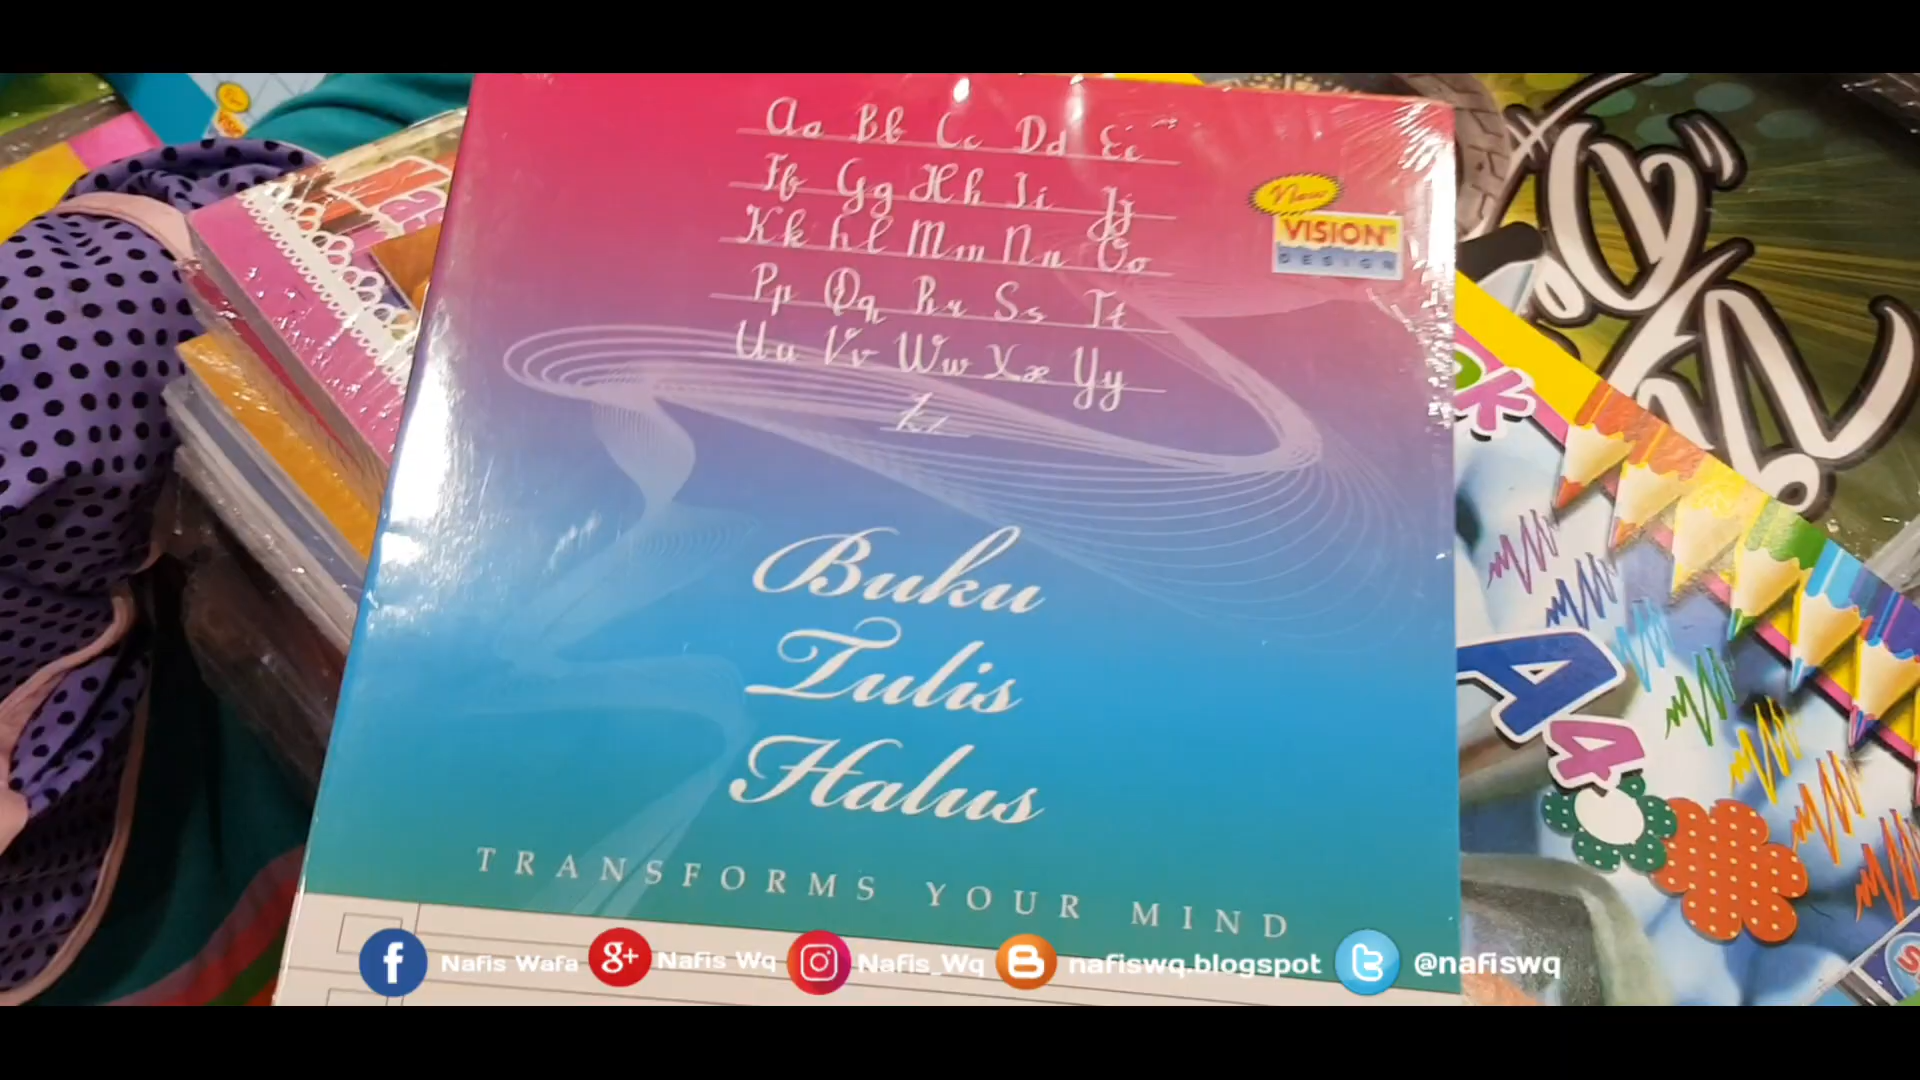 Aa Bb Cc Dd Ee
Ff Gg Hh Ii Jj
Kk Ll Mm Nn Oo
Pp Qq Rr Ss Tt
Uu Vv Ww Xx Yy
Zz
New
VISION
DESIGN
Buku
Tulis
Halus
TRANSFORMS YOUR MIND
A4
Nafis Wafa
Nafis Wq
Nafis_Wq
nafiswq.blogspot
@nafiswq